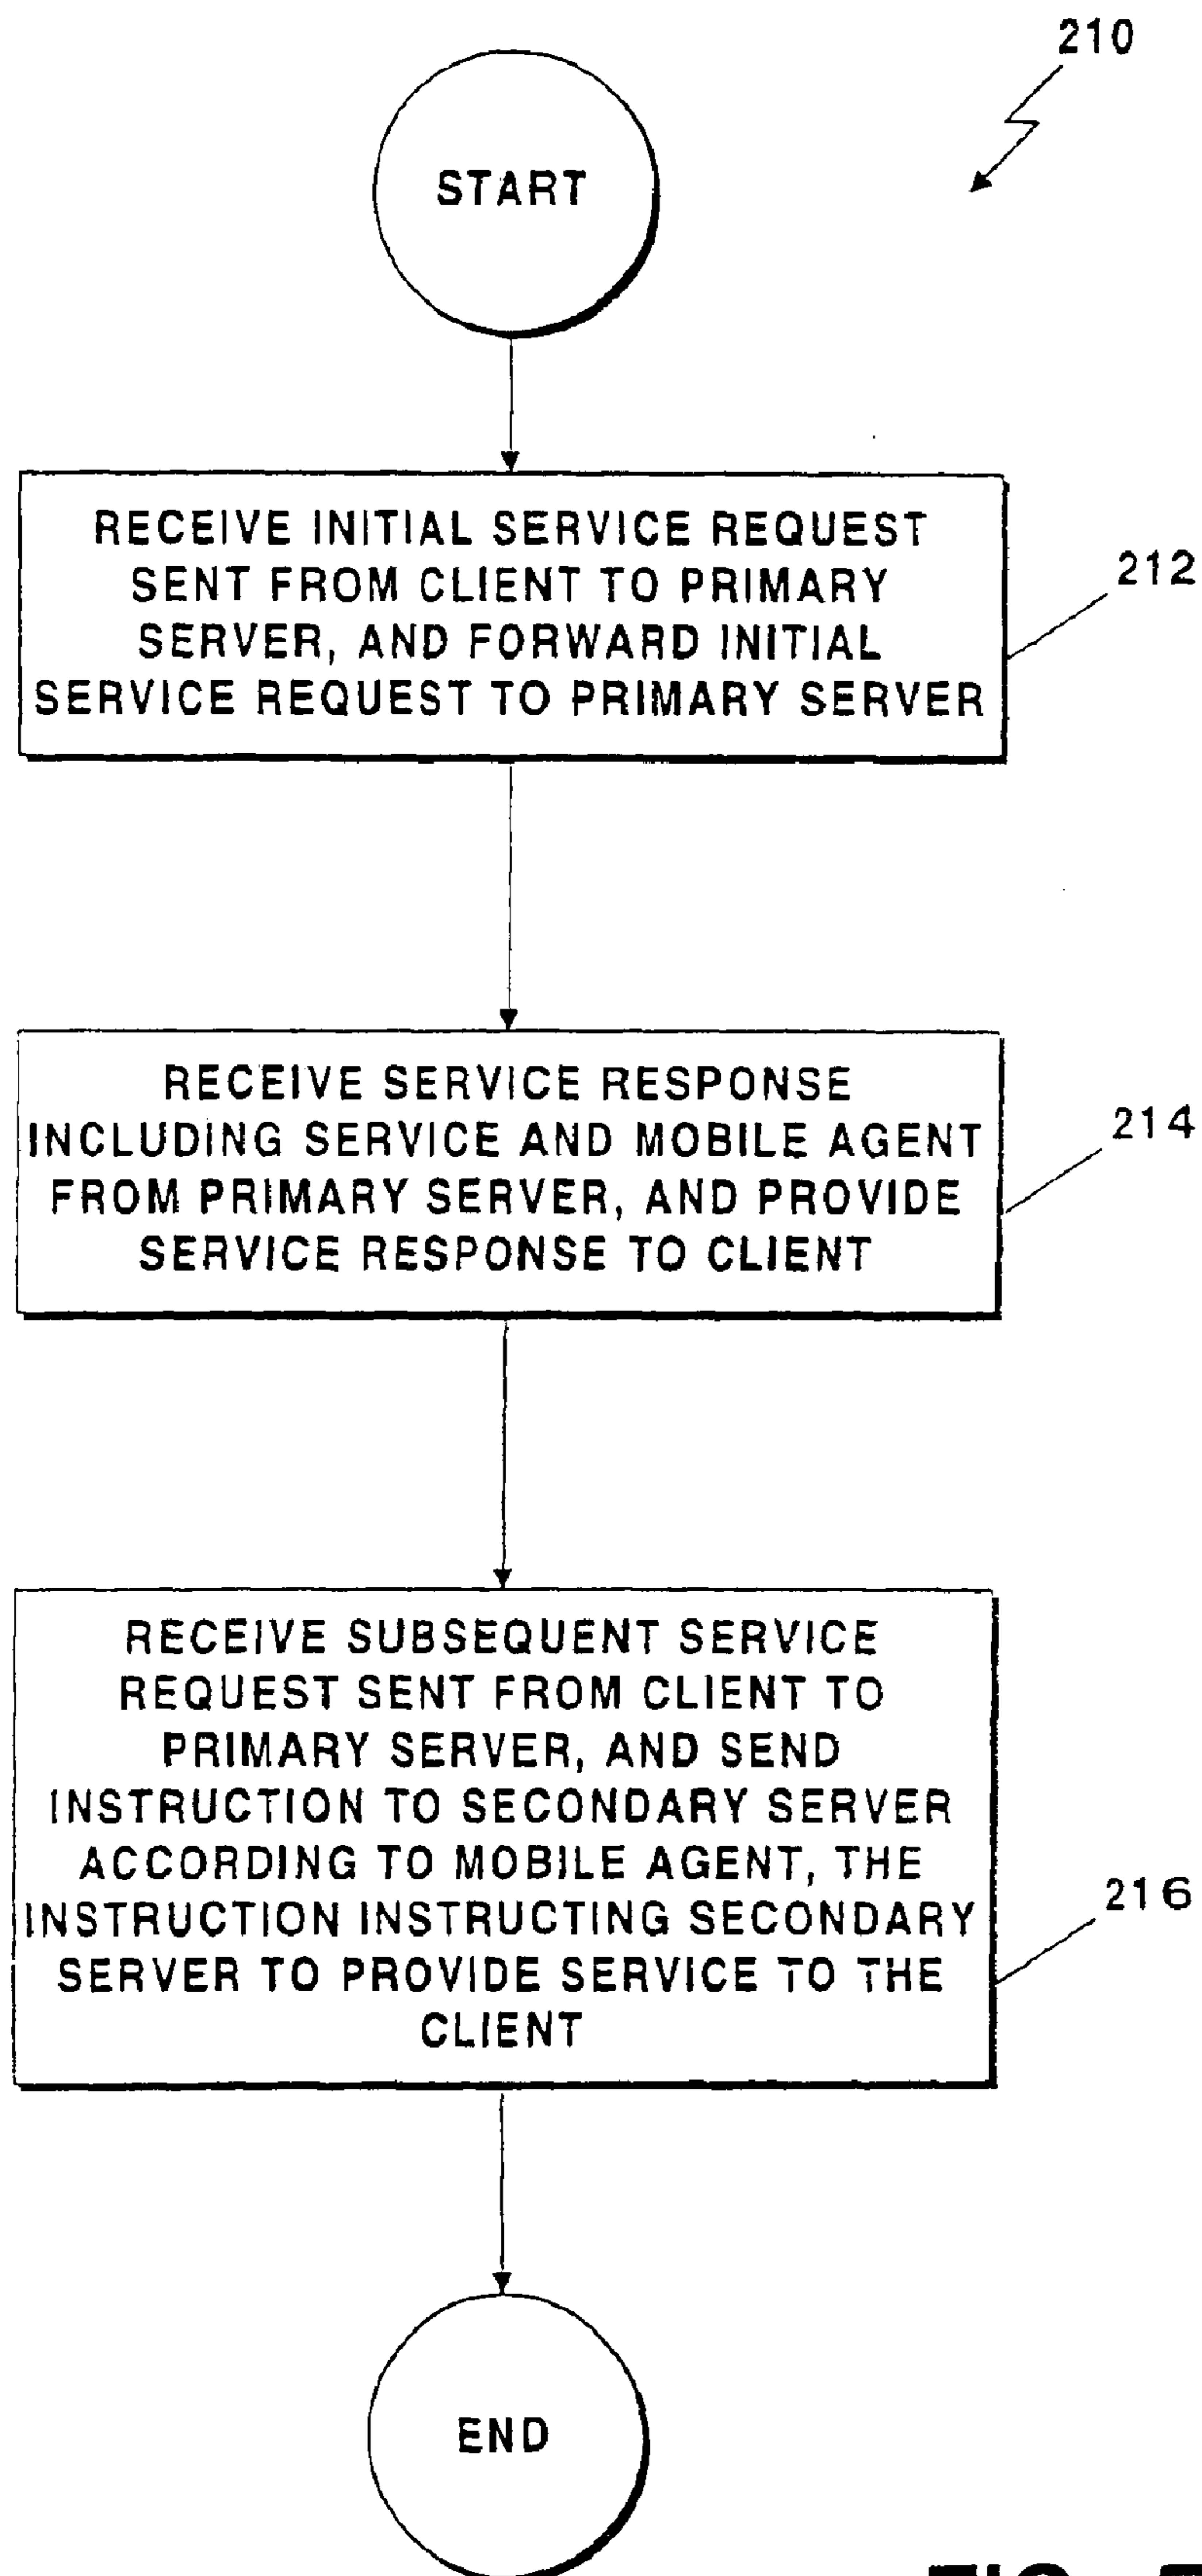 210
START
RECEIVE INITIAL SERVICE REQUEST
SENT FROM CLIENT TO PRIMARY
SERVER, AND FORWARD INITIAL
SERVICE REQUEST TO PRIMARY SERVER
212
RECEIVE SERVICE RESPONSE
INCLUDING SERVICE AND MOBILE AGENT
FROM PRIMARY SERVER, AND PROVIDE
SERVICE RESPONSE TO CLIENT
214
RECEIVE SUBSEQUENT SERVICE
REQUEST SENT FROM CLIENT TO
PRIMARY SERVER, AND SEND
INSTRUCTION TO SECONDARY SERVER
ACCORDING TO MOBILE AGENT, THE
INSTRUCTION INSTRUCTING SECONDARY
SERVER TO PROVIDE SERVICE TO THE
CLIENT
216
END